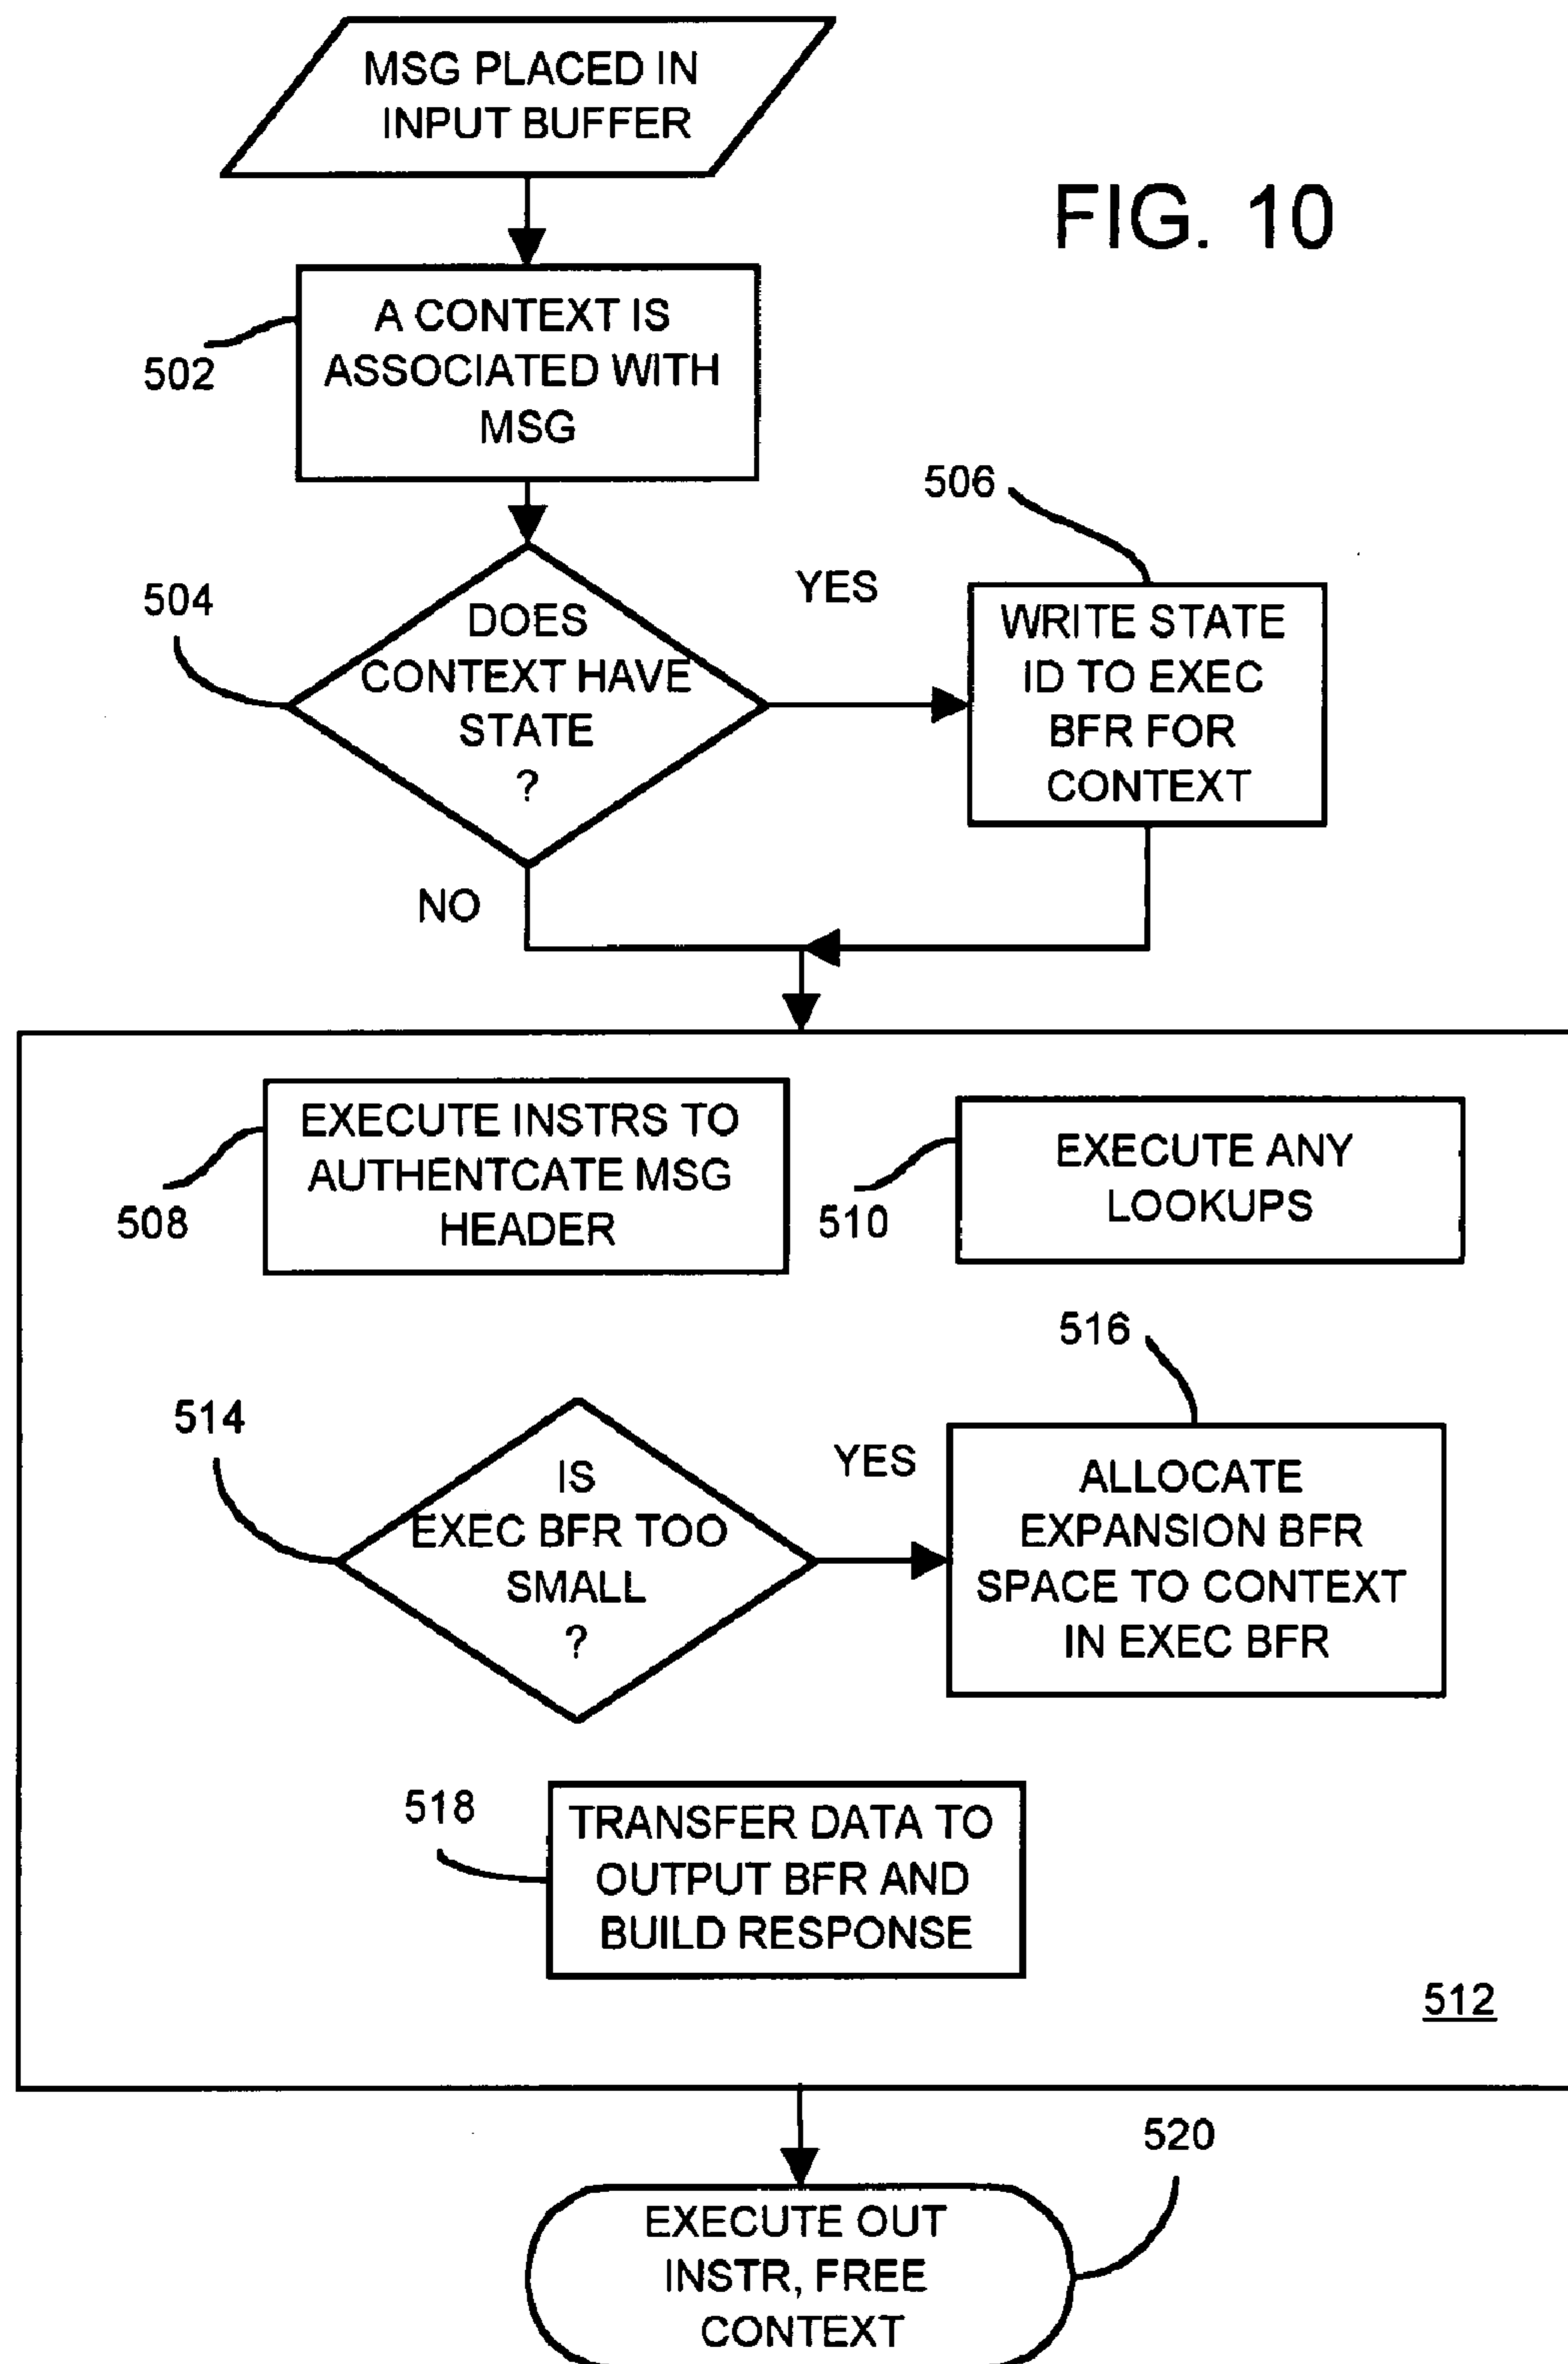 MSG PLACED IN
INPUT BUFFER
FIG. 10
A CONTEXT IS
ASSOCIATED WITH
MSG
502
506
504
DOES
CONTEXT HAVE
STATE
?
YES
WRITE STATE
ID TO EXEC
BFR FOR
CONTEXT
NO
EXECUTE INSTRS TO
AUTHENTCATE MSG
HEADER
508
EXECUTE ANY
LOOKUPS
510
516
514
IS
EXEC BFR TOO
SMALL
?
YES
ALLOCATE
EXPANSION BFR
SPACE TO CONTEXT
IN EXEC BFR
518
TRANSFER DATA TO
OUTPUT BFR AND
BUILD RESPONSE
512
520
EXECUTE OUT
INSTR, FREE
CONTEXT